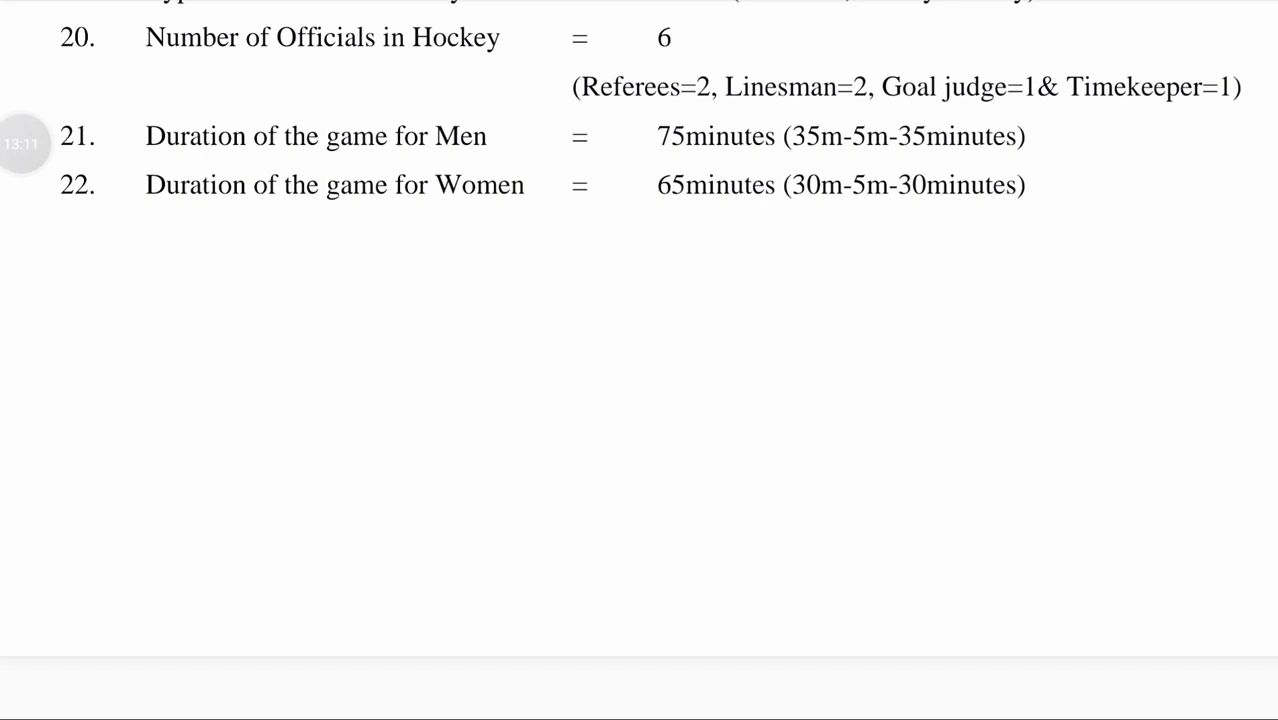 20. Number of Officials in Hockey = 6
(Referees=2, Linesman=2, Goal judge=1& Timekeeper=1)
13:11
21. Duration of the game for Men = 75minutes (35m-5m-35minutes)
22. Duration of the game for Women = 65minutes (30m-5m-30minutes)